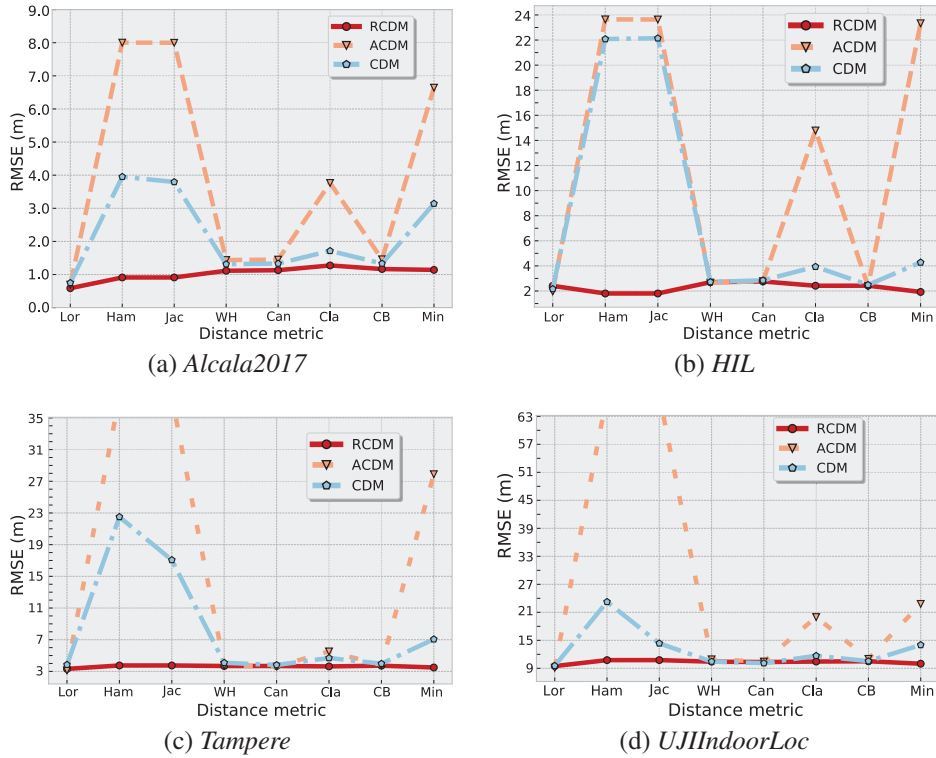 9.0
8.0
7.0
6.0
5.0
4.0
3.0
2.0
1.0
0.0
RMSE (m)
RCDM
ACDM
CDM
Lor Ham Jac WH Can Cla CB Min
Distance metric
(a) Alcala2017
24
22
20
18
16
14
12
10
8
6
4
2
RMSE (m)
RCDM
ACDM
CDM
Lor Ham Jac WH Can Cla CB Min
Distance metric
(b) HIL
35
31
27
23
19
15
11
7
3
RMSE (m)
RCDM
ACDM
CDM
Lor Ham Jac WH Can Cla CB Min
Distance metric
(c) Tampere
63
57
51
45
39
33
27
21
15
9
RMSE (m)
RCDM
ACDM
CDM
Lor Ham Jac WH Can Cla CB Min
Distance metric
(d) UJIIndoorLoc